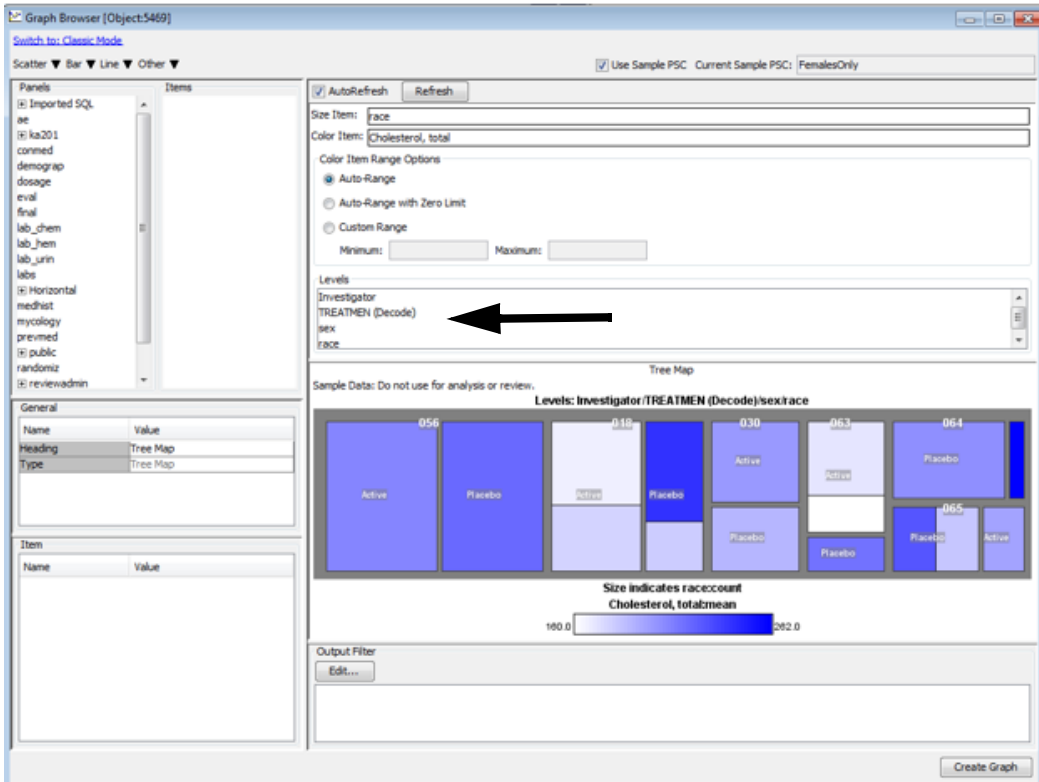 Graph Browser [Object:5469]
Switch to: Classic Mode
Scatter ▼ Bar ▼ Line ▼ Other ▼
Use Sample PSC Current Sample PSC: FemalesOnly
Panels
Items
Imported SQL
ae
ka201
conmed
demograp
dosage
eval
final
lab_chem
lab_hem
lab_urin
labs
Horizontal
medhist
mycology
prevmed
public
randomiz
reviewadmin
General
Name Value
Heading Tree Map
Type Tree Map
Item
Name Value
AutoRefresh Refresh
Size Item: race
Color Item: Cholesterol, total
Color Item Range Options
Auto-Range
Auto-Range with Zero Limit
Custom Range
Minimum: Maximum:
Levels
Investigator
TREATMEN (Decode)
sex
race
Tree Map
Sample Data: Do not use for analysis or review.
Levels: Investigator/TREATMEN (Decode)/sex/race
056 018 030 063 064
Active Placebo Active Placebo
Active Placebo
Active Placebo
Placebo
065
Placebo Active
Size indicates race:count
Cholesterol, total:mean
160.0 262.0
Output Filter
Edit...
Create Graph